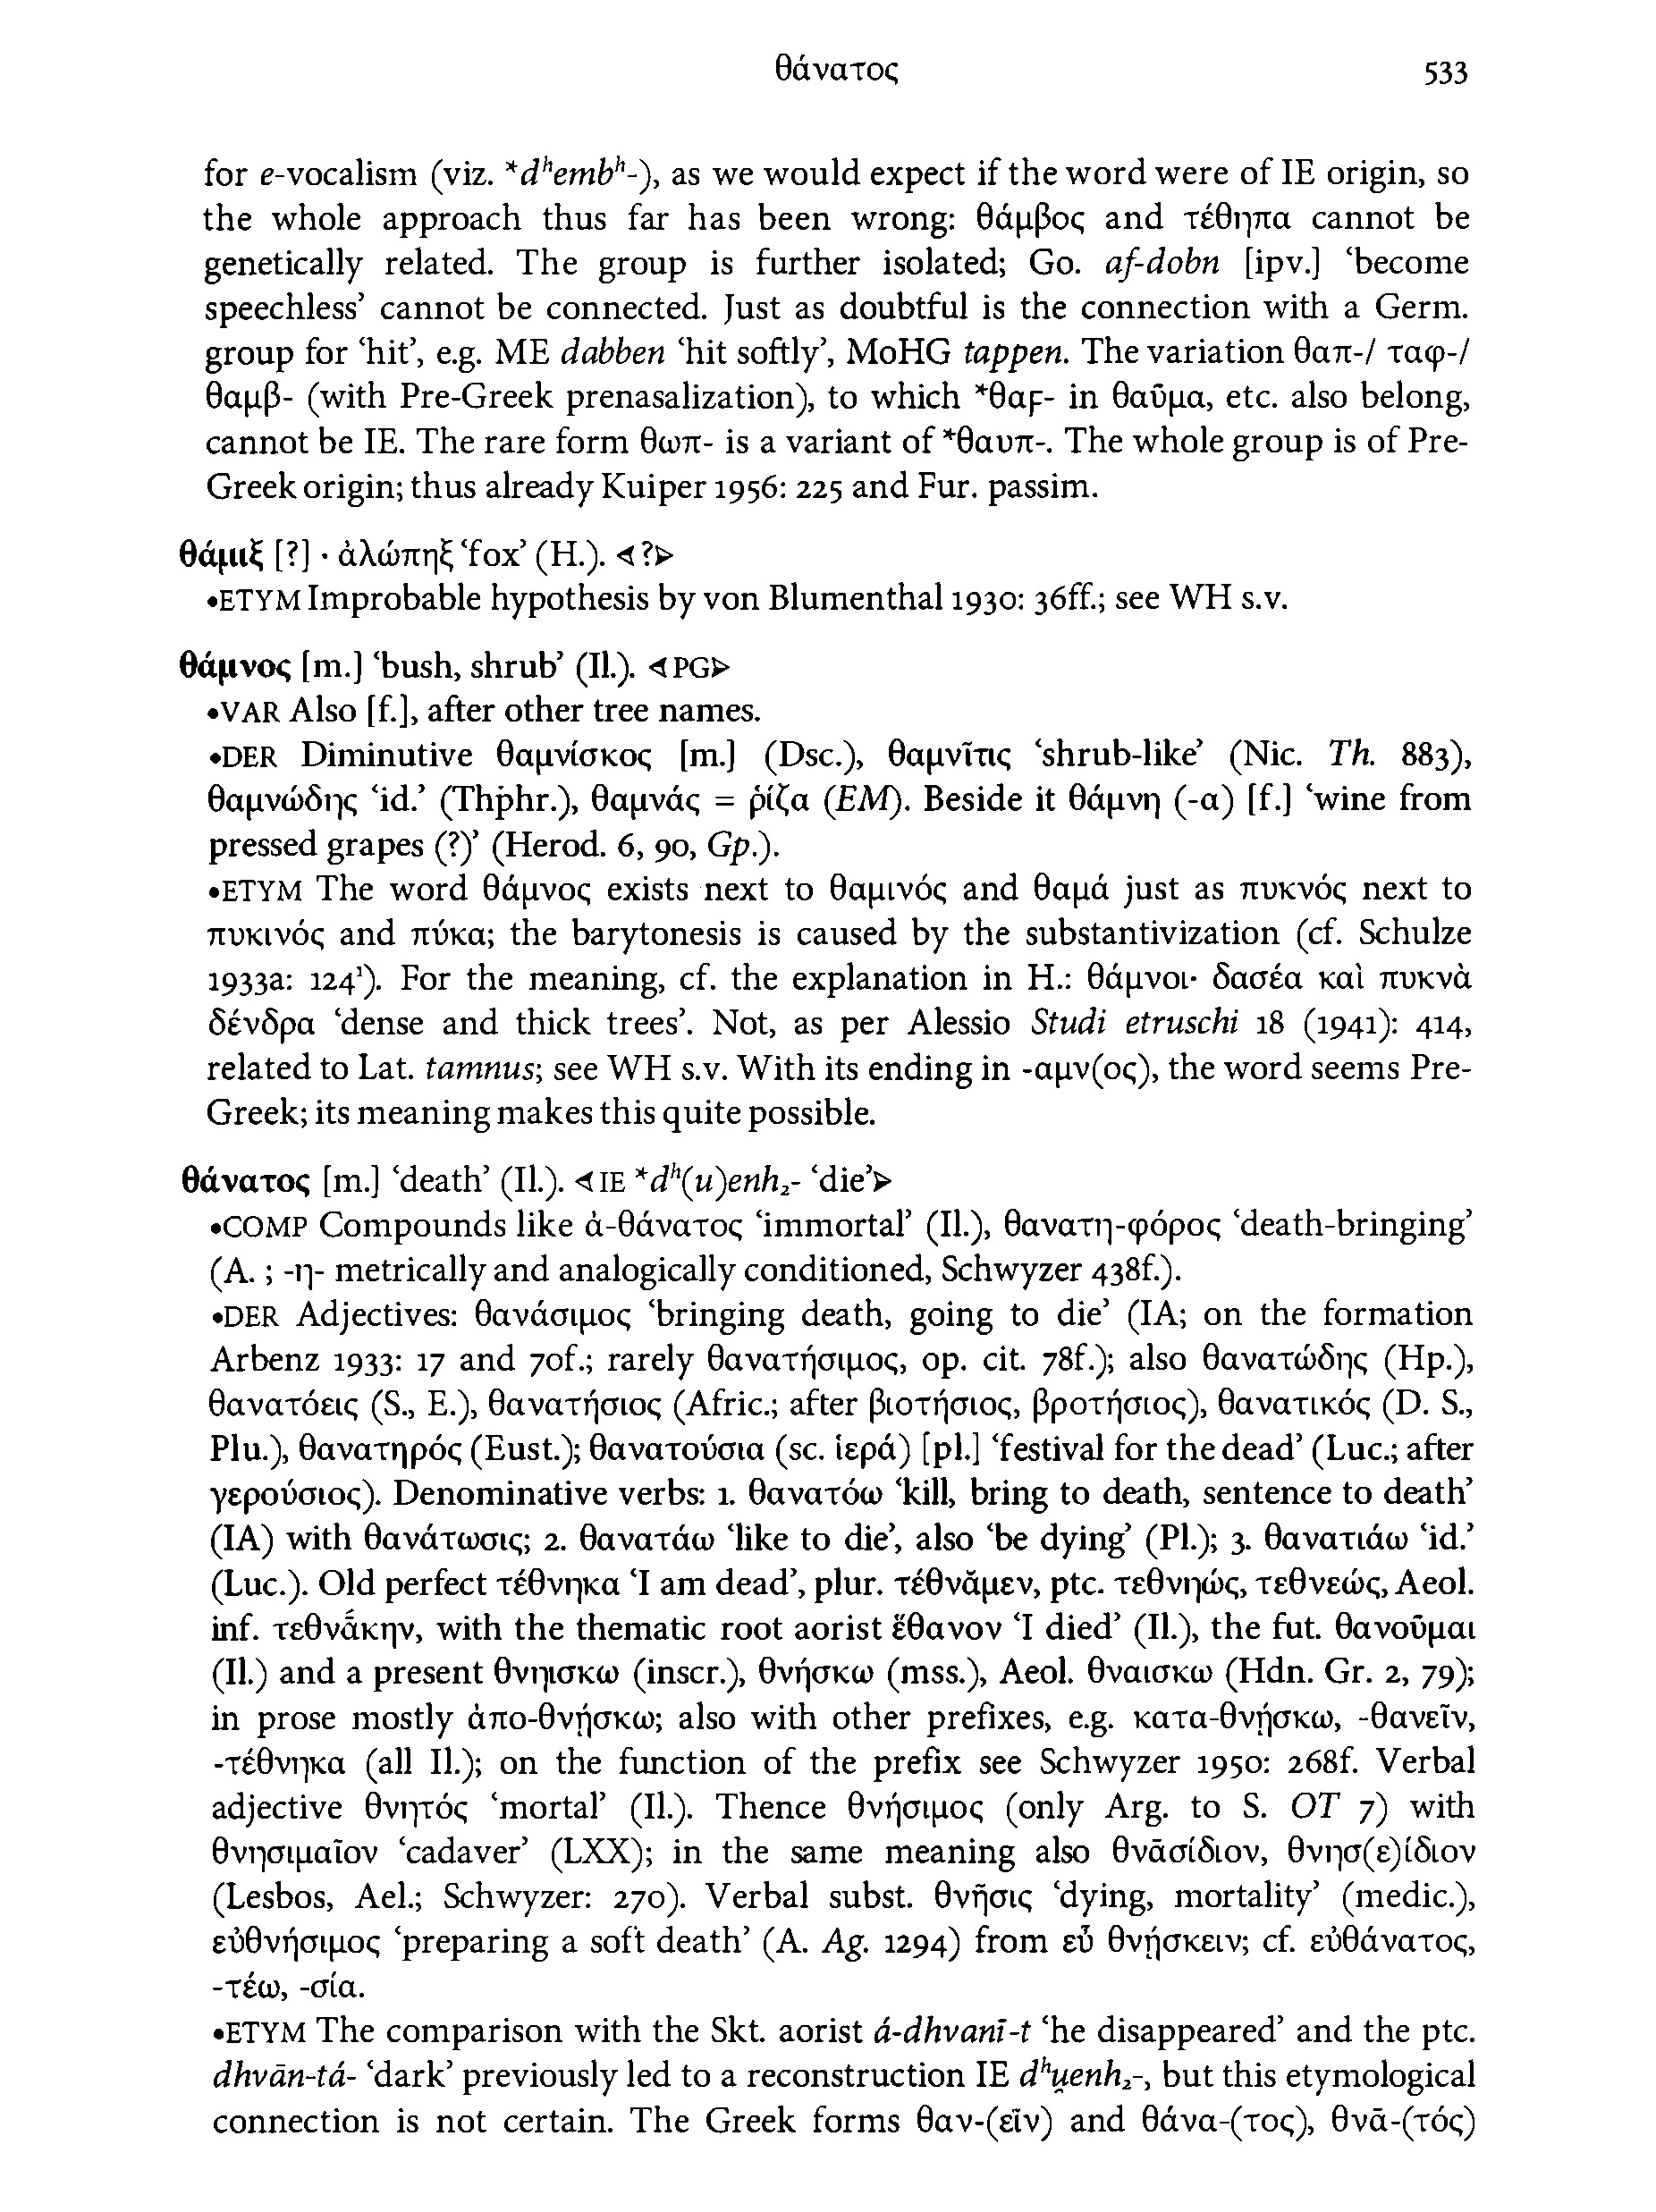 θάνατος 533
for e-vocalism (viz. *dʰembʰ-), as we would expect if the word were of IE origin, so
the whole approach thus far has been wrong: θάμβος and τέθηπα cannot be
genetically related. The group is further isolated; Go. af-dobn [ipv.] ‘become
speechless’ cannot be connected. Just as doubtful is the connection with a Germ.
group for ‘hit’, e.g. ME dabben ‘hit softly’, MoHG tappen. The variation θαπ-/ ταφ-/
θαμβ- (with Pre-Greek prenasalization), to which *θαϝ- in θαῦμα, etc. also belong,
cannot be IE. The rare form θωπ- is a variant of *θαυπ-. The whole group is of Pre-
Greek origin; thus already Kuiper 1956: 225 and Fur. passim.
θάμιξ [?] · ἀλώπηξ ‘fox’ (H.). ⊲?⊳
•ETYM Improbable hypothesis by von Blumenthal 1930: 36ff.; see WH s.v.
θάμνος [m.] ‘bush, shrub’ (Il.). ⊲PG⊳
•VAR Also [f.], after other tree names.
•DER Diminutive θαμνίσκος [m.] (Dsc.), θαμνῖτις ‘shrub-like’ (Nic. Th. 883),
θαμνώδης ‘id.’ (Thphr.), θαμνάς = ῥίζα (EM). Beside it θάμνη (-α) [f.] ‘wine from
pressed grapes (?)’ (Herod. 6, 90, Gp.).
•ETYM The word θάμνος exists next to θαμινός and θαμά just as πυκνός next to
πυκινός and πύκα; the barytonesis is caused by the substantivization (cf. Schulze
1933a: 124¹). For the meaning, cf. the explanation in H.: θάμνοι· δασέα καὶ πυκνὰ
δένδρα ‘dense and thick trees’. Not, as per Alessio Studi etruschi 18 (1941): 414,
related to Lat. tamnus; see WH s.v. With its ending in -αμν(ος), the word seems Pre-
Greek; its meaning makes this quite possible.
θάνατος [m.] ‘death’ (Il.). ⊲IE *dʰ(u)enh₂- ‘die’⊳
•COMP Compounds like ἀ-θάνατος ‘immortal’ (Il.), θανατη-φόρος ‘death-bringing’
(A. ; -η- metrically and analogically conditioned, Schwyzer 438f.).
•DER Adjectives: θανάσιμος ‘bringing death, going to die’ (IA; on the formation
Arbenz 1933: 17 and 70f.; rarely θανατήσιμος, op. cit. 78f.); also θανατώδης (Hp.),
θανατόεις (S., E.), θανατήσιος (Afric.; after βιοτήσιος, βροτήσιος), θανατικός (D. S.,
Plu.), θανατηρός (Eust.); θανατούσια (sc. ἱερά) [pl.] ‘festival for the dead’ (Luc.; after
γερούσιος). Denominative verbs: 1. θανατόω ‘kill, bring to death, sentence to death’
(IA) with θανάτωσις; 2. θανατάω ‘like to die’, also ‘be dying’ (Pl.); 3. θανατιάω ‘id.’
(Luc.). Old perfect τέθνηκα ‘I am dead’, plur. τέθνᾰμεν, ptc. τεθνηώς, τεθνεώς, Aeol.
inf. τεθνά̄κην, with the thematic root aorist ἔθανον ‘I died’ (Il.), the fut. θανοῦμαι
(Il.) and a present θνηισκω (inscr.), θνήσκω (mss.), Aeol. θναισκω (Hdn. Gr. 2, 79);
in prose mostly ἀπο-θνῄσκω; also with other prefixes, e.g. κατα-θνῄσκω, -θανεῖν,
-τέθνηκα (all Il.); on the function of the prefix see Schwyzer 1950: 268f. Verbal
adjective θνητός ‘mortal’ (Il.). Thence θνήσιμος (only Arg. to S. OT 7) with
θνησιμαῖον ‘cadaver’ (LXX); in the same meaning also θνᾱσίδιον, θνησ(ε)ίδιον
(Lesbos, Ael.; Schwyzer: 270). Verbal subst. θνῆσις ‘dying, mortality’ (medic.),
εὐθνήσιμος ‘preparing a soft death’ (A. Ag. 1294) from εὖ θνῄσκειν; cf. εὐθάνατος,
-τέω, -σία.
•ETYM The comparison with the Skt. aorist á-dhvanī-t ‘he disappeared’ and the ptc.
dhvān-tá- ‘dark’ previously led to a reconstruction IE dʰu̯enh₂-, but this etymological
connection is not certain. The Greek forms θαν-(εῖν) and θάνα-(τος), θνᾱ-(τός)